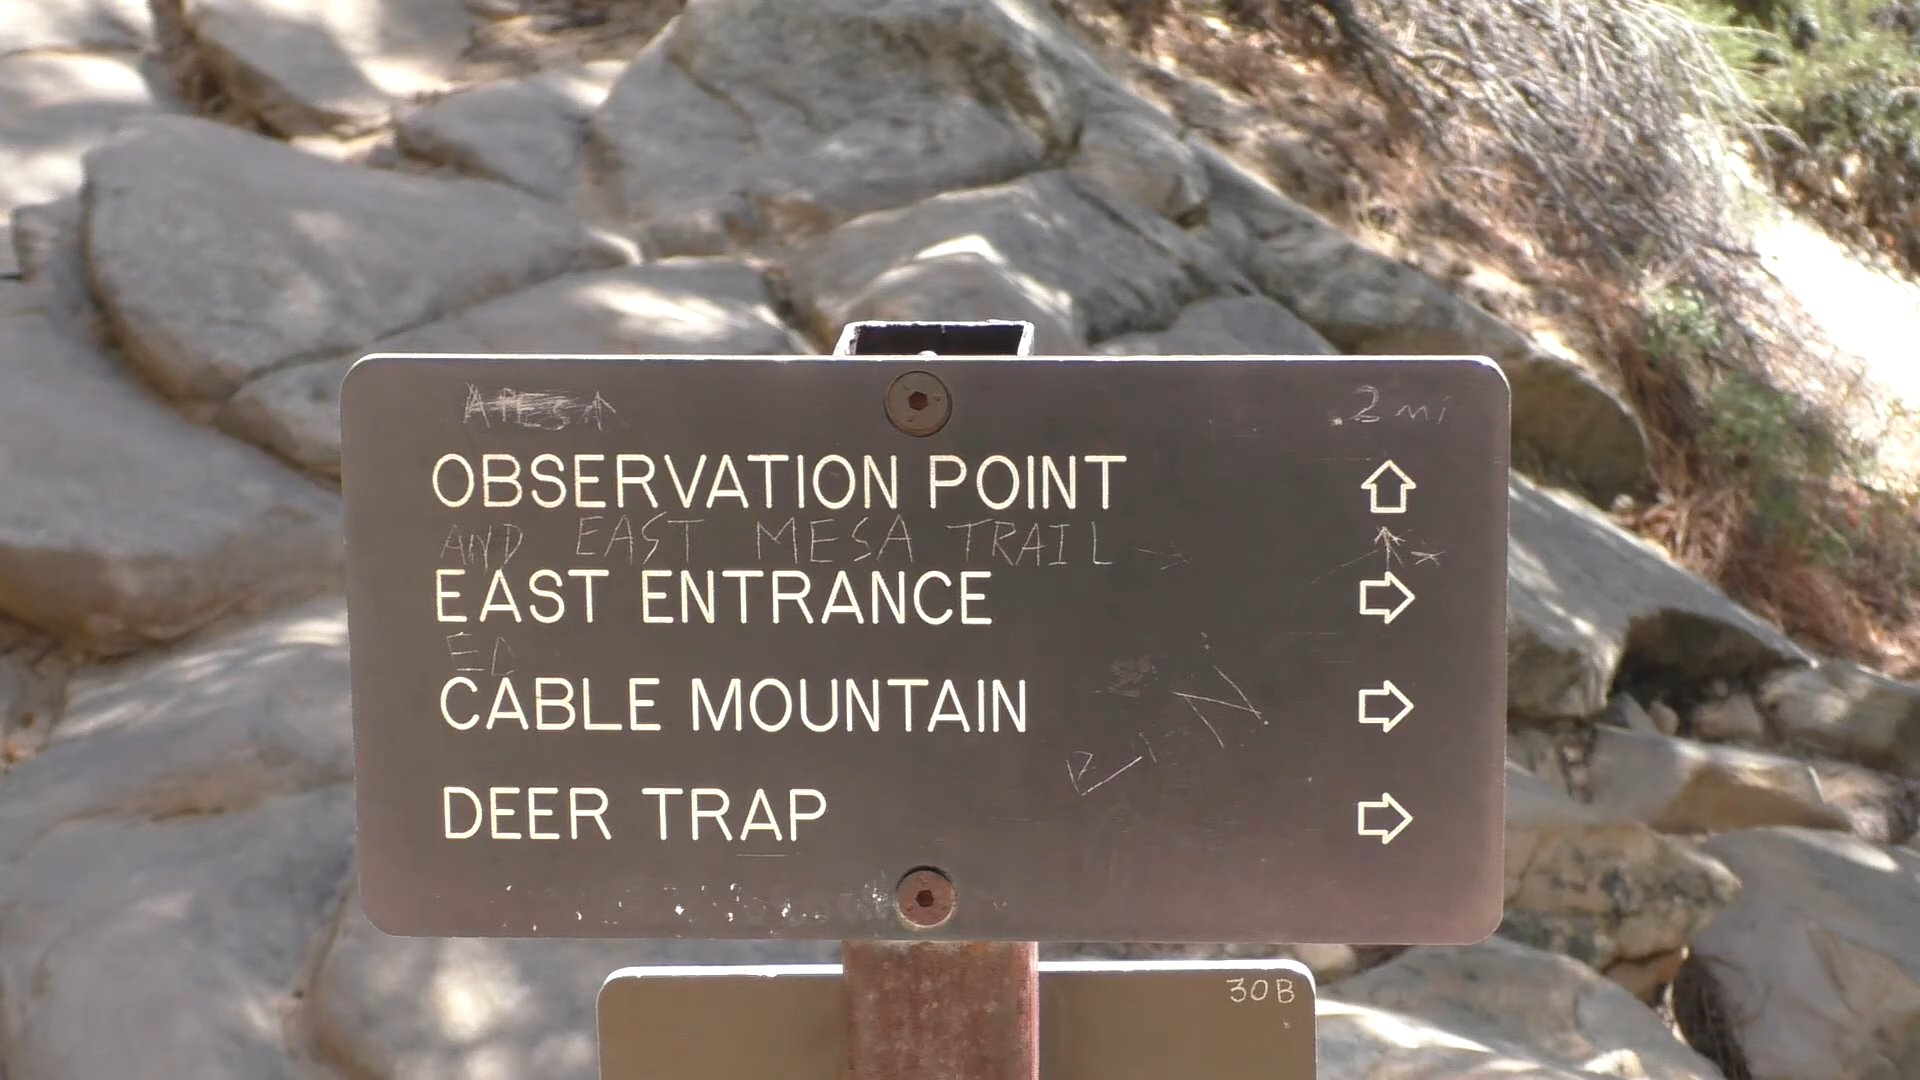 .2 mi
OBSERVATION POINT
AND EAST MESA TRAIL
EAST ENTRANCE
CABLE MOUNTAIN
DEER TRAP
30B